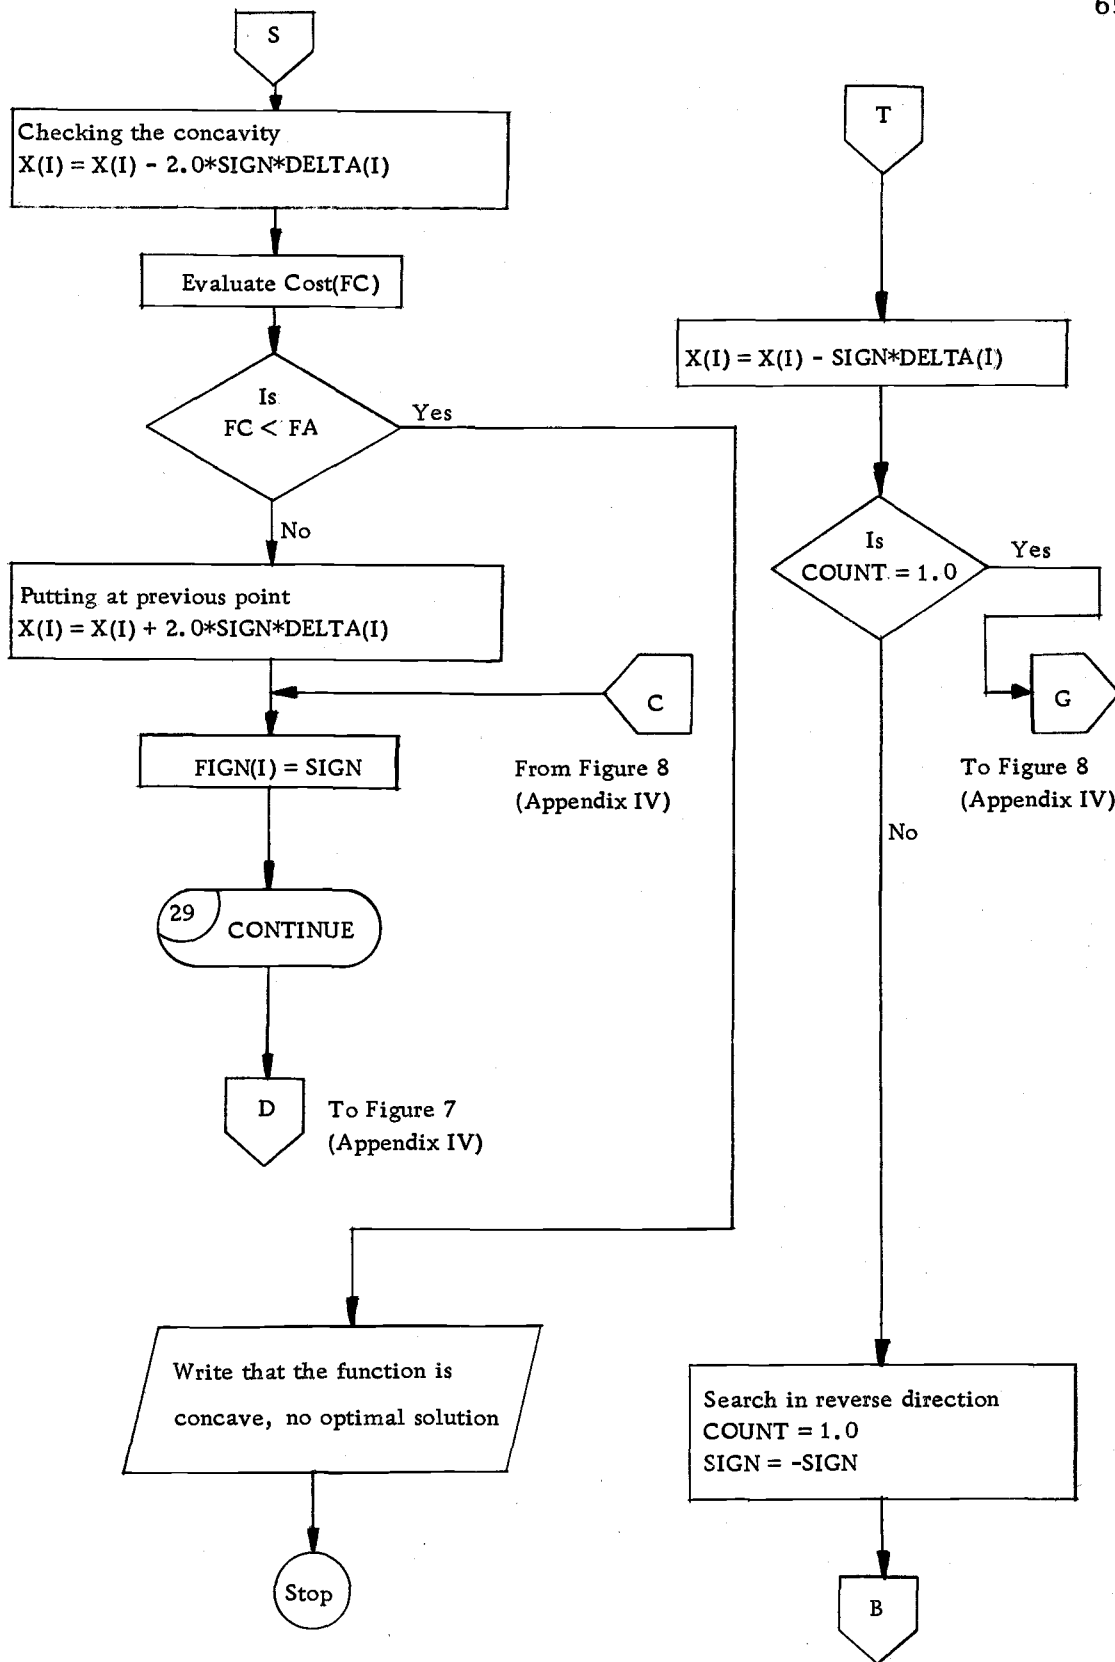 S
Checking the concavity
X(I) = X(I) - 2.0*SIGN*DELTA(I)
Evaluate Cost(FC)
Is
FC < FA
Yes
No
Putting at previous point
X(I) = X(I) + 2.0*SIGN*DELTA(I)
C
From Figure 8
(Appendix IV)
FIGN(I) = SIGN
29
CONTINUE
D
To Figure 7
(Appendix IV)
Write that the function is
concave, no optimal solution
Stop
T
X(I) = X(I) - SIGN*DELTA(I)
Is
COUNT = 1.0
Yes
G
To Figure 8
(Appendix IV)
No
Search in reverse direction
COUNT = 1.0
SIGN = -SIGN
B